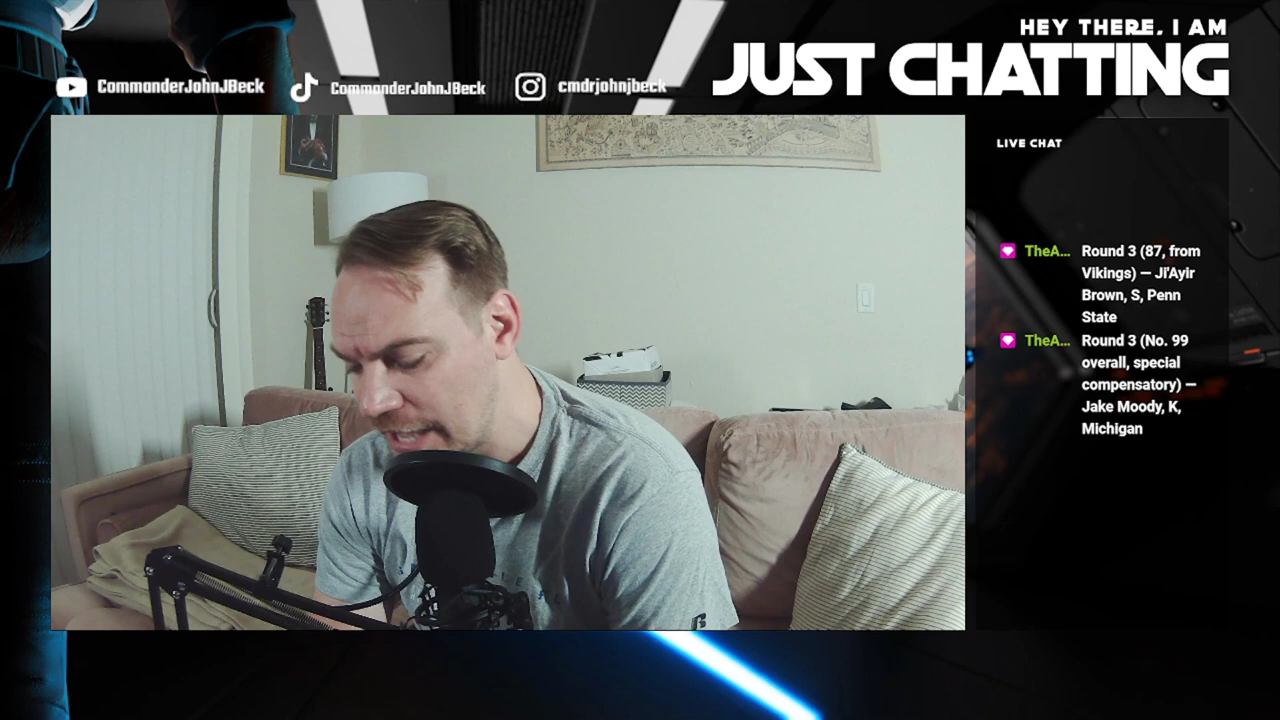 HEY THERE, I AM
JUST CHATTING
CommanderJohnJBeck
CommanderJohnJBeck
cmdrjohnjbeck
LIVE CHAT
TheA... Round 3 (87, from
Vikings) — Ji'Ayir
Brown, S, Penn
State
TheA... Round 3 (No. 99
overall, special
compensatory) —
Jake Moody, K,
Michigan